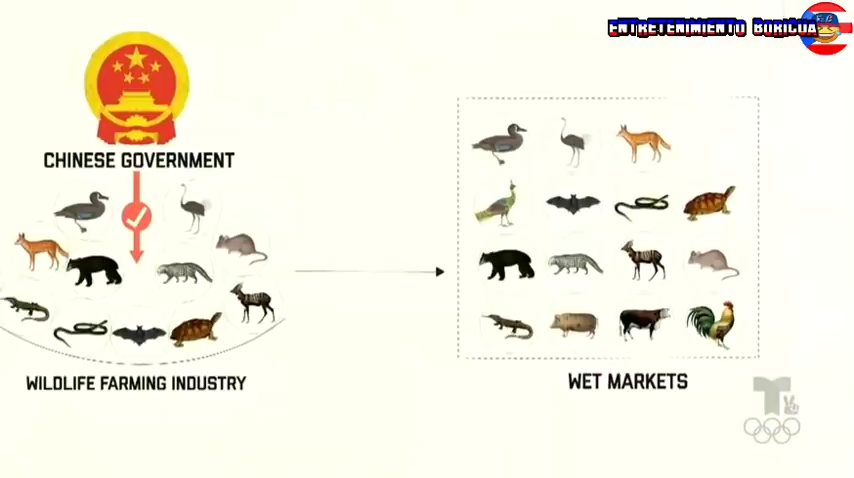 ENTRETENIMIENTO BORICUA
CHINESE GOVERNMENT
WILDLIFE FARMING INDUSTRY
WET MARKETS
T